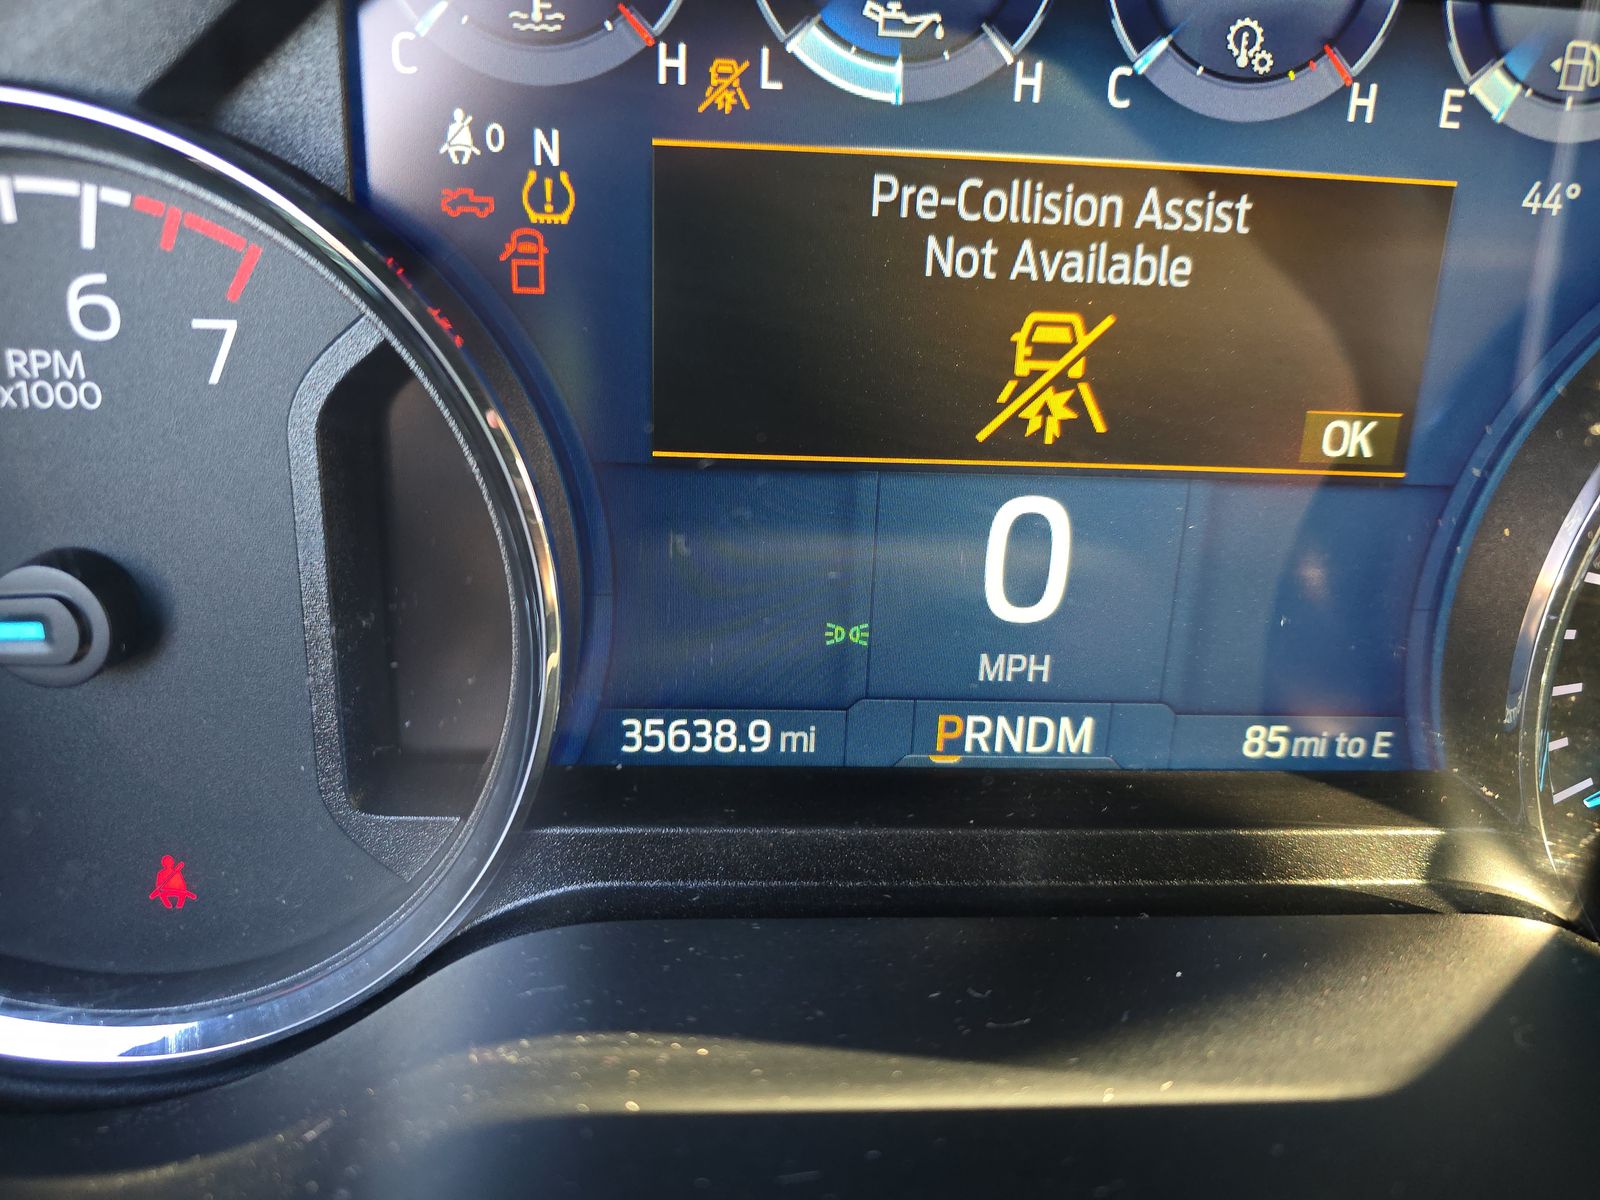 C
H
L
H
C
H
E
0
N
44°
Pre-Collision Assist
Not Available
OK
6
7
RPM
x1000
0
MPH
35638.9 mi
PRNDM
85 mi to E